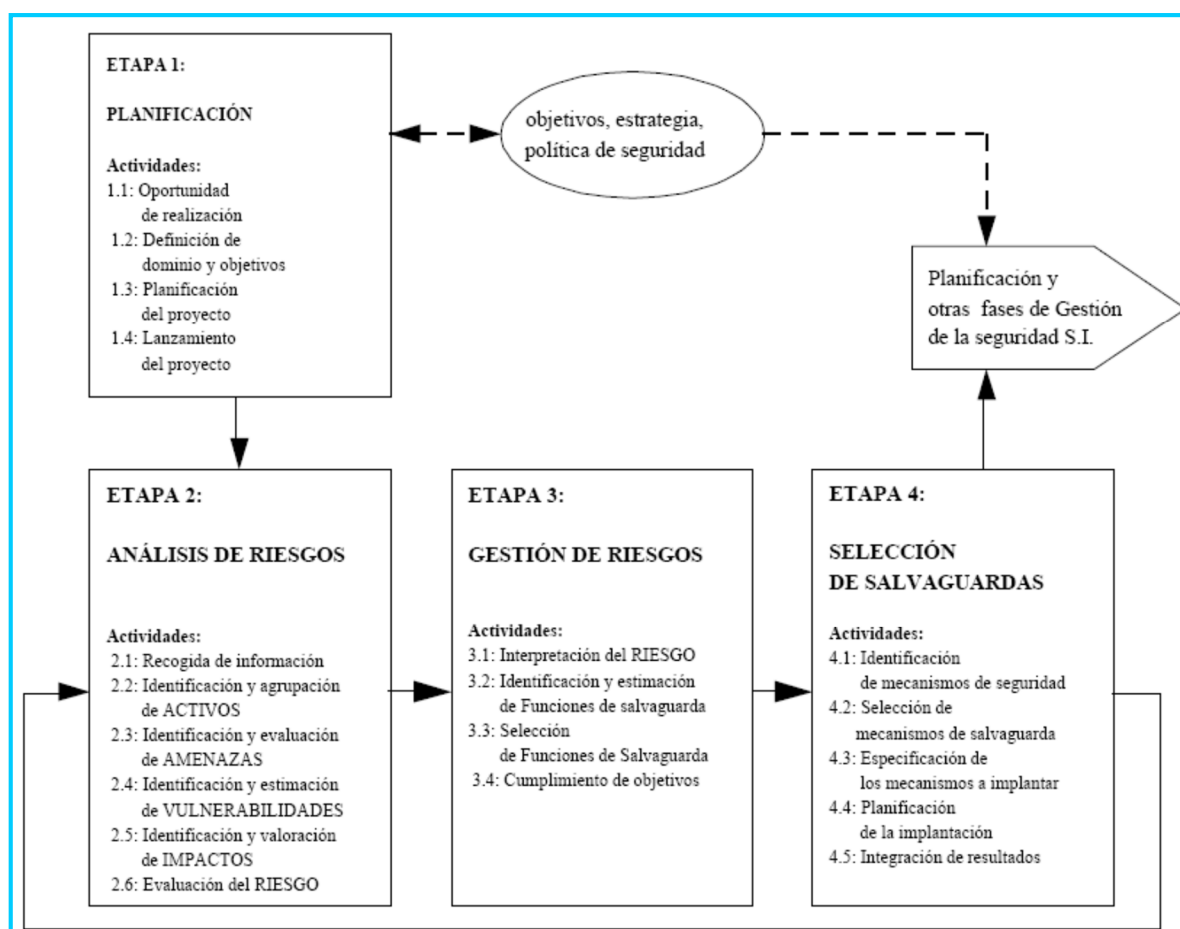 ETAPA 1:
PLANIFICACIÓN
Actividades:
1.1: Oportunidad
de realización
1.2: Definición de
dominio y objetivos
1.3: Planificación
del proyecto
1.4: Lanzamiento
del proyecto
objetivos, estrategia,
política de seguridad
Planificación y
otras fases de Gestión
de la seguridad S.I.
ETAPA 2:
ANÁLISIS DE RIESGOS
Actividades:
2.1: Recogida de información
2.2: Identificación y agrupación
de ACTIVOS
2.3: Identificación y evaluación
de AMENAZAS
2.4: Identificación y estimación
de VULNERABILIDADES
2.5: Identificación y valoración
de IMPACTOS
2.6: Evaluación del RIESGO
ETAPA 3:
GESTIÓN DE RIESGOS
Actividades:
3.1: Interpretación del RIESGO
3.2: Identificación y estimación
de Funciones de salvaguarda
3.3: Selección
de Funciones de Salvaguarda
3.4: Cumplimiento de objetivos
ETAPA 4:
SELECCIÓN
DE SALVAGUARDAS
Actividades:
4.1: Identificación
de mecanismos de seguridad
4.2: Selección de
mecanismos de salvaguarda
4.3: Especificación de
los mecanismos a implantar
4.4: Planificación
de la implantación
4.5: Integración de resultados